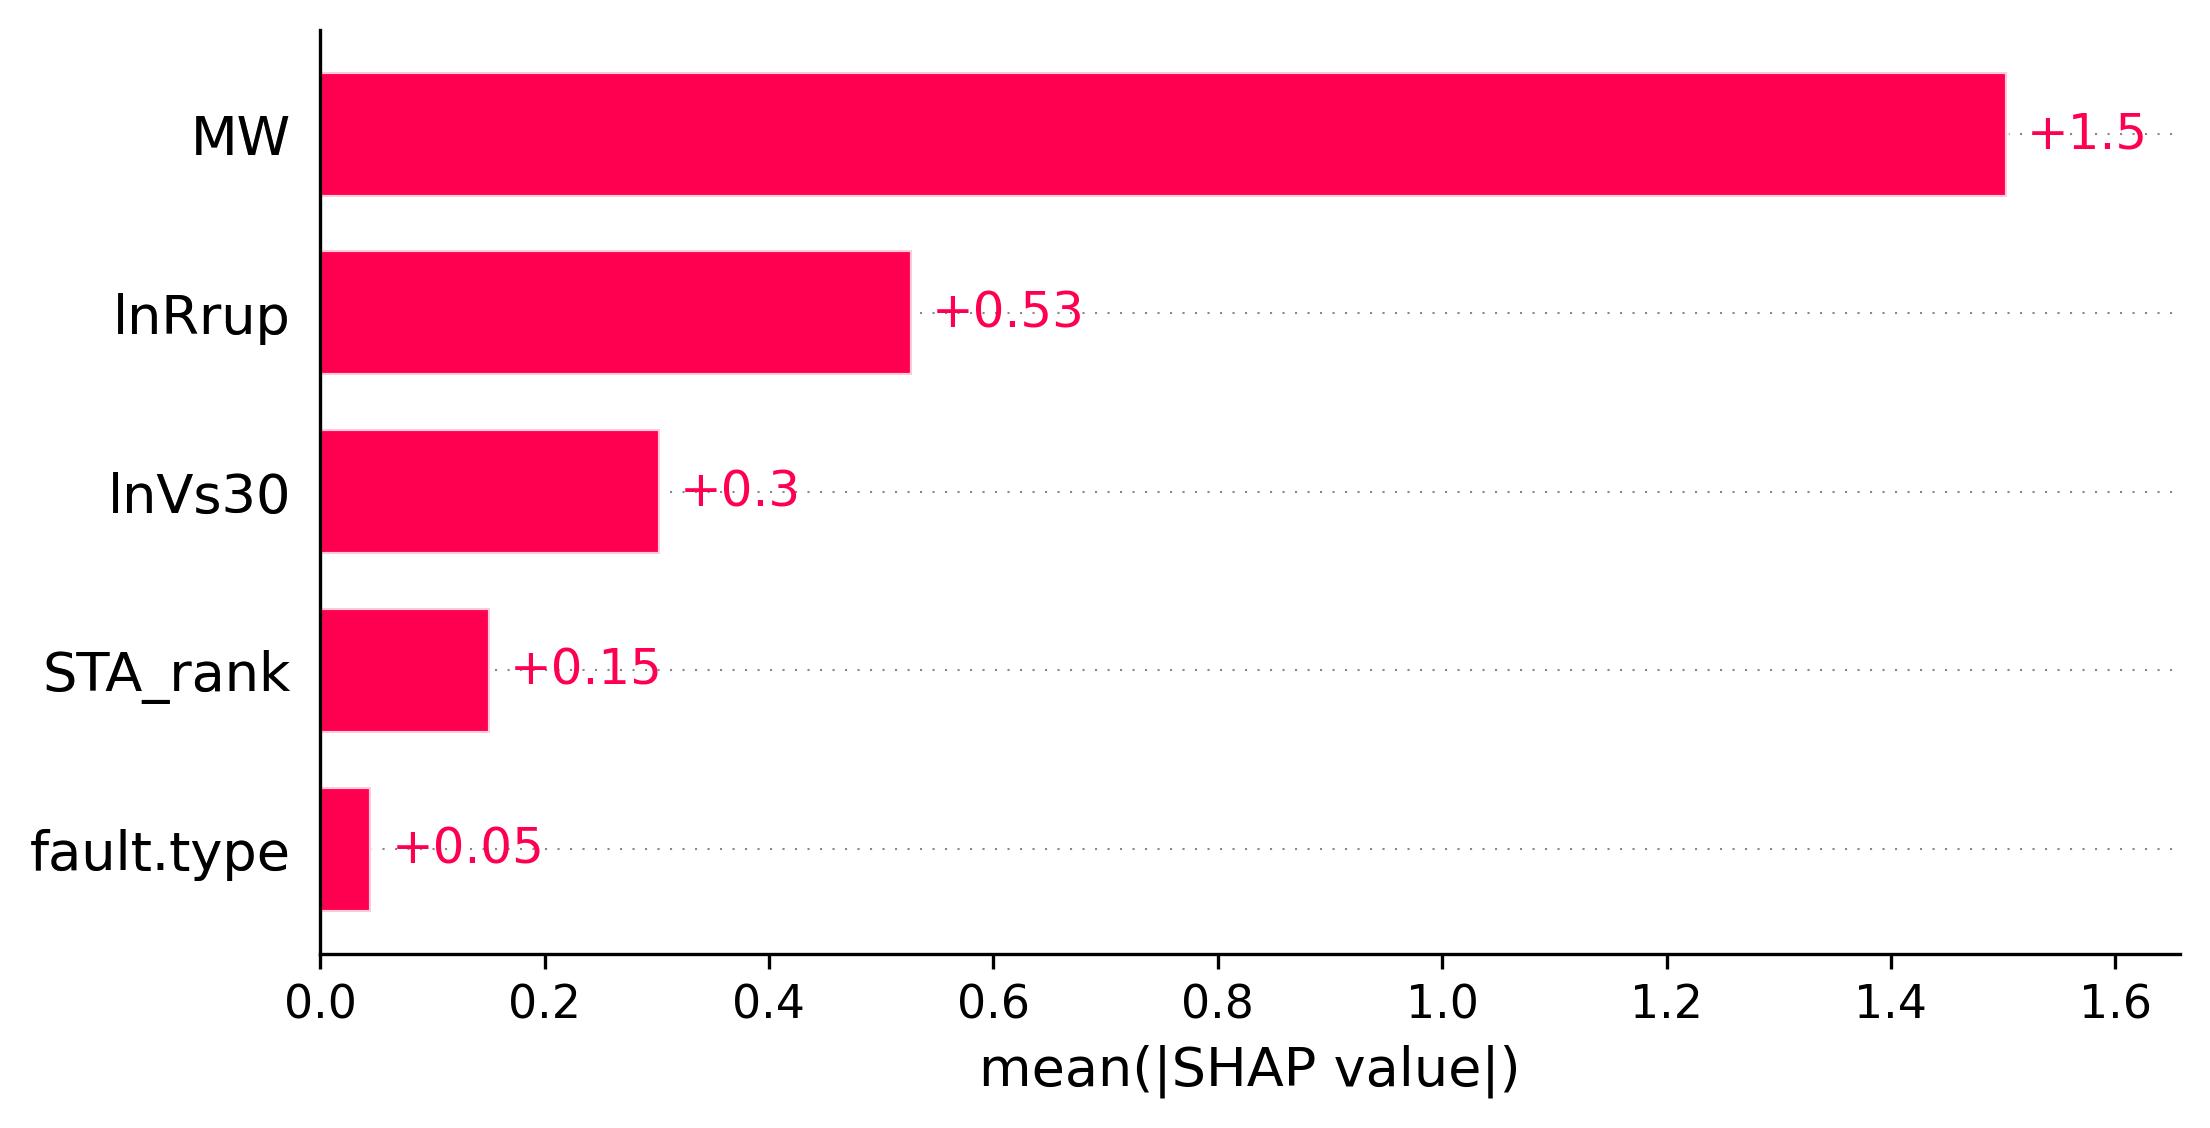 MW
+1.5
lnRrup
+0.53
lnVs30
+0.3
STA_rank
+0.15
fault.type
+0.05
0.0 0.2 0.4 0.6 0.8 1.0 1.2 1.4 1.6
mean(|SHAP value|)